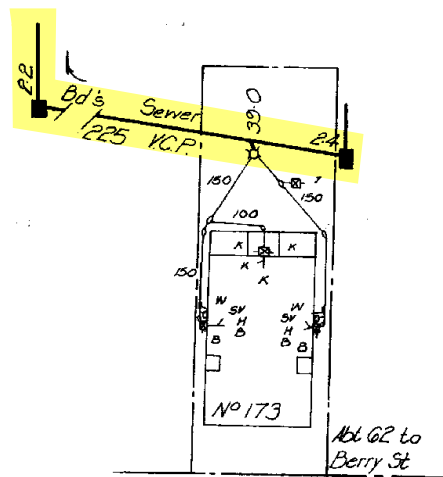 2.2
Bd's
Sewer
225 V.C.P.
39.0
2.4
150
150
100
150
K
K
K
K
W
SV
H
B
B
W
SV
H
B
B
Nº 173
Abt 62 to
Berry St